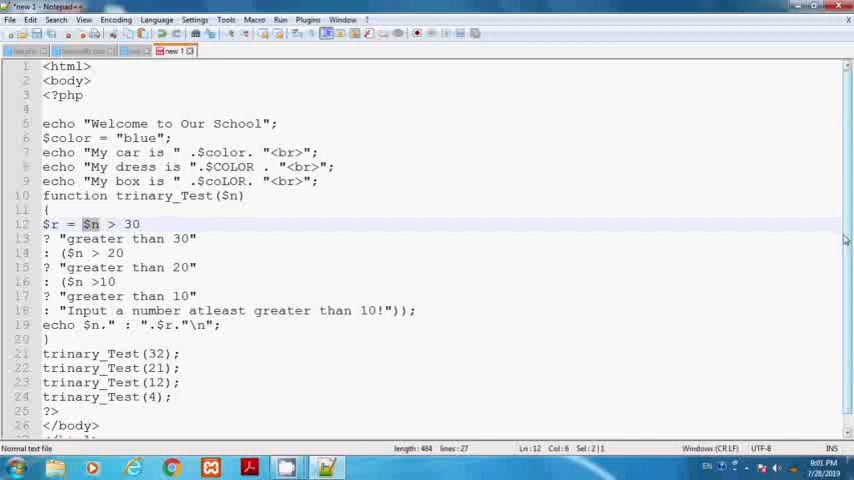 *new 1 - Notepad++
File Edit Search View Encoding Language Settings Tools Macro Run Plugins Window ?
X
new 1
1 <html>
2 <body>
3 <?php
4
5 echo "Welcome to Our School";
6 $color = "blue";
7 echo "My car is " .$color. "<br>";
8 echo "My dress is ".$COLOR . "<br>";
9 echo "My box is " .$coLOR. "<br>";
10 function trinary_Test($n)
11 {
12 $r = $n > 30
13 ? "greater than 30"
14 : ($n > 20
15 ? "greater than 20"
16 : ($n >10
17 ? "greater than 10"
18 : "Input a number atleast greater than 10!"));
19 echo $n." : ".$r."\n";
20 }
21 trinary_Test(32);
22 trinary_Test(21);
23 trinary_Test(12);
24 trinary_Test(4);
25 ?>
26 </body>
Normal text file length : 484 lines : 27 Ln : 12 Col : 6 Sel : 2 | 1 Windows (CR LF) UTF-8 INS
EN 9:01 PM
7/28/2019